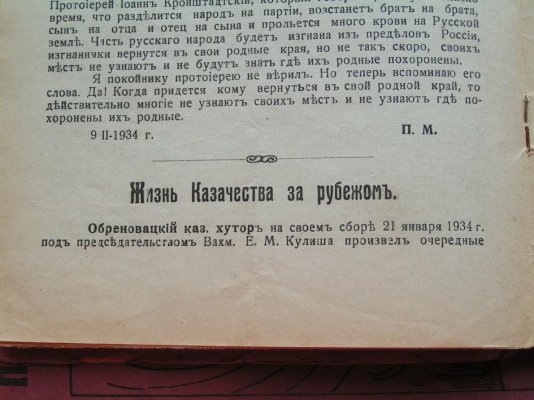 Протоіерей Іоаннъ Кронштадтскій, который
время, что раздѣлится народъ на партіи, возстанетъ братъ на брата,
сынъ на отца и отецъ на сына и прольется много крови на Русской
землѣ. Часть русскаго народа будетъ изгнана изъ предѣловъ Россіи,
изгнанники вернутся въ свои родные края, но не такъ скоро, своихъ
мѣстъ не узнаютъ и не будутъ знать гдѣ ихъ родные похоронены.
Я покойнику протоіерею не вѣрилъ. Но теперь вспоминаю его
слова. Да! Когда придется кому вернуться въ свой родной край, то
дѣйствительно многіе не узнаютъ своихъ мѣстъ и не узнаютъ гдѣ по-
хоронены ихъ родные.
9 II-1934 г. П. М.
Жизнь Казачества за рубежомъ.
Обреновацкій каз. хуторъ на своемъ сборѣ 21 января 1934 г.
подъ предсѣдательствомъ Вахм. Е. М. Кулиша произвелъ очередные